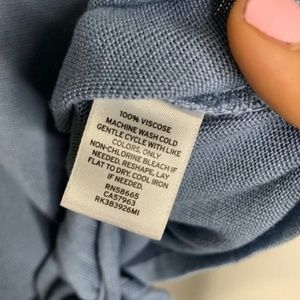 100% VISCOSE
MACHINE WASH COLD
GENTLE CYCLE WITH LIKE
COLORS. ONLY
NON-CHLORINE BLEACH IF
NEEDED, RESHAPE, LAY
FLAT TO DRY. COOL IRON
IF NEEDED.
RN58665
CA57963
RK383926MI